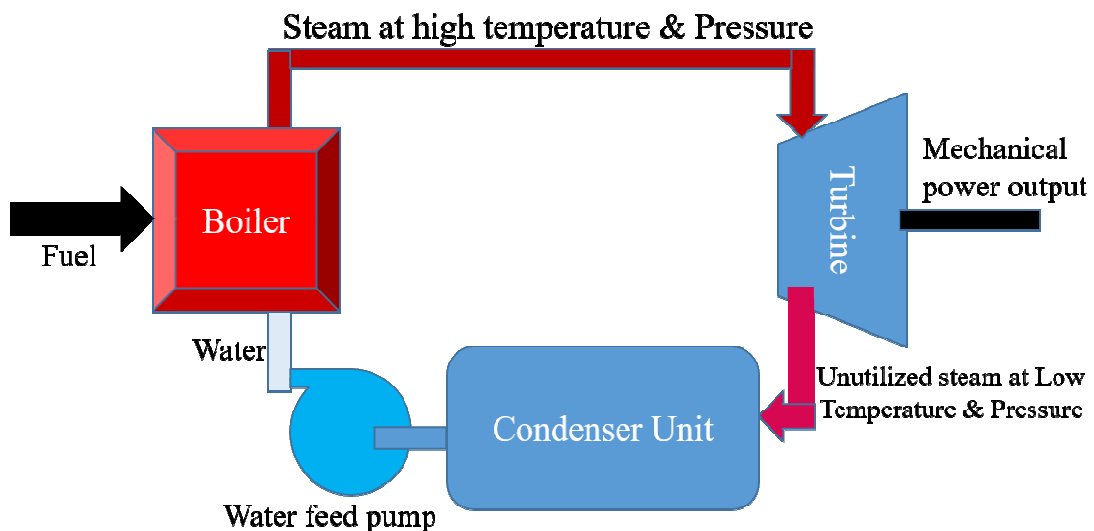 Steam at high temperature & Pressure
Boiler
Fuel
Turbine
Mechanical
power output
Water
Condenser Unit
Unutilized steam at Low
Temperature & Pressure
Water feed pump